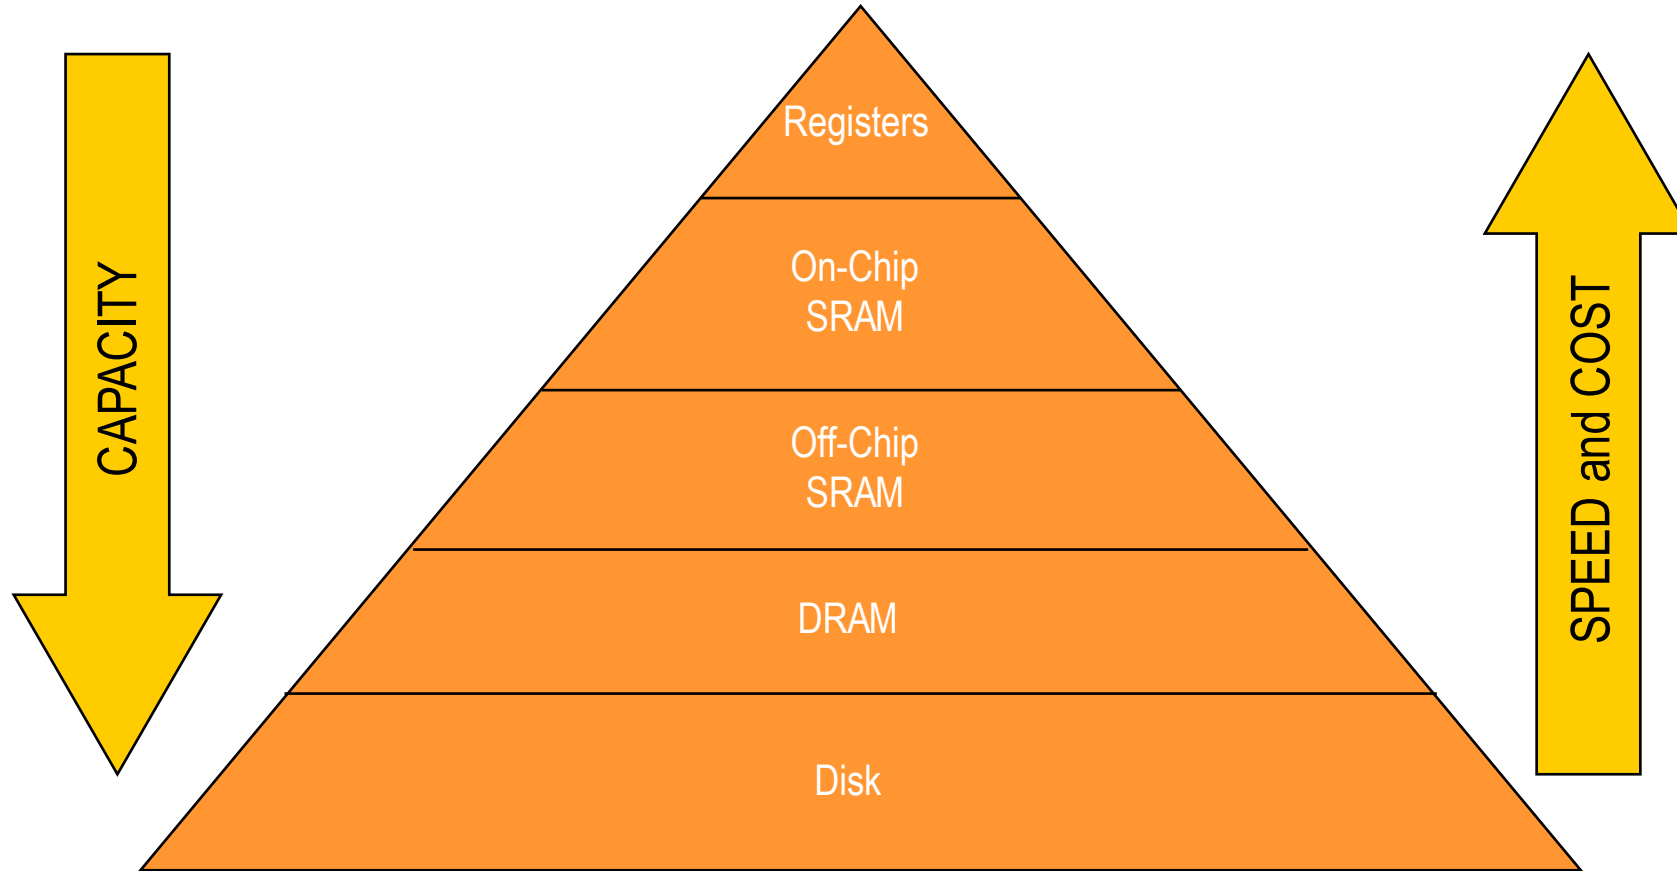 Registers
On-Chip
SRAM
Off-Chip
SRAM
DRAM
Disk
CAPACITY
SPEED and COST